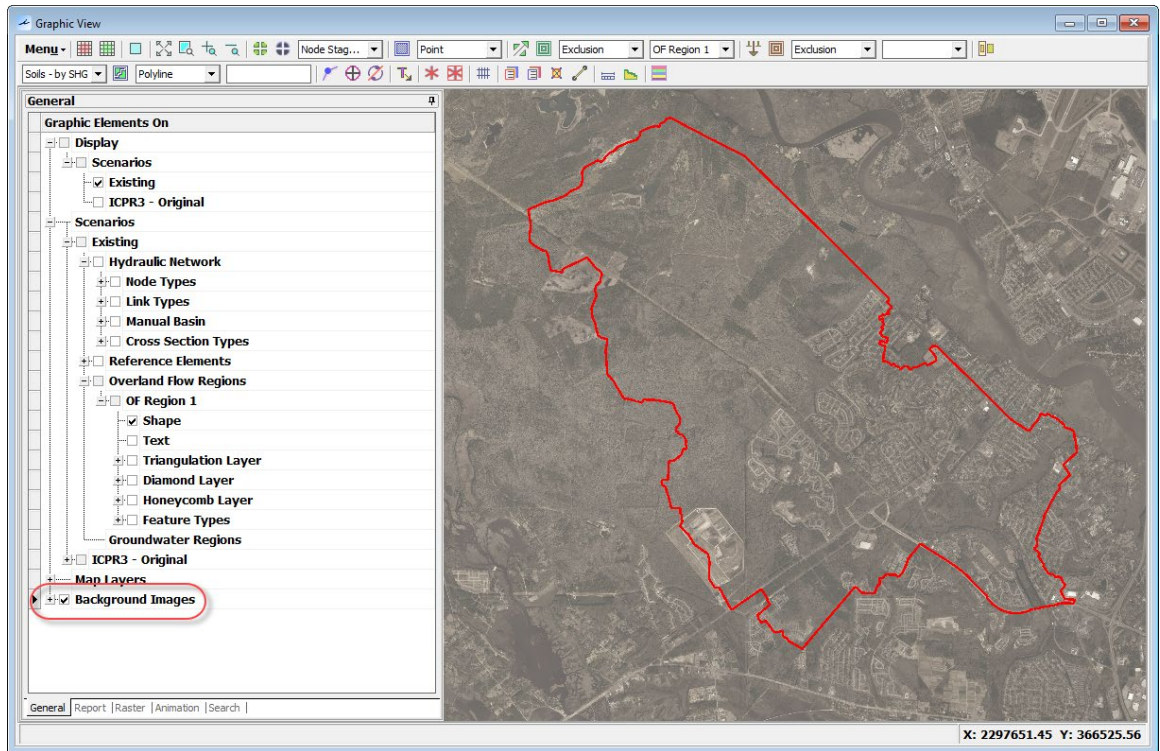 Graphic View
Menu Node Stag... Point Exclusion OF Region 1 Exclusion
Soils - by SHG Polyline
General
Graphic Elements On
Display
Scenarios
Existing
ICPR3 - Original
Scenarios
Existing
Hydraulic Network
Node Types
Link Types
Manual Basin
Cross Section Types
Reference Elements
Overland Flow Regions
OF Region 1
Shape
Text
Triangulation Layer
Diamond Layer
Honeycomb Layer
Feature Types
Groundwater Regions
ICPR3 - Original
Map Layers
Background Images
General Report Raster Animation Search
X: 2297651.45 Y: 366525.56